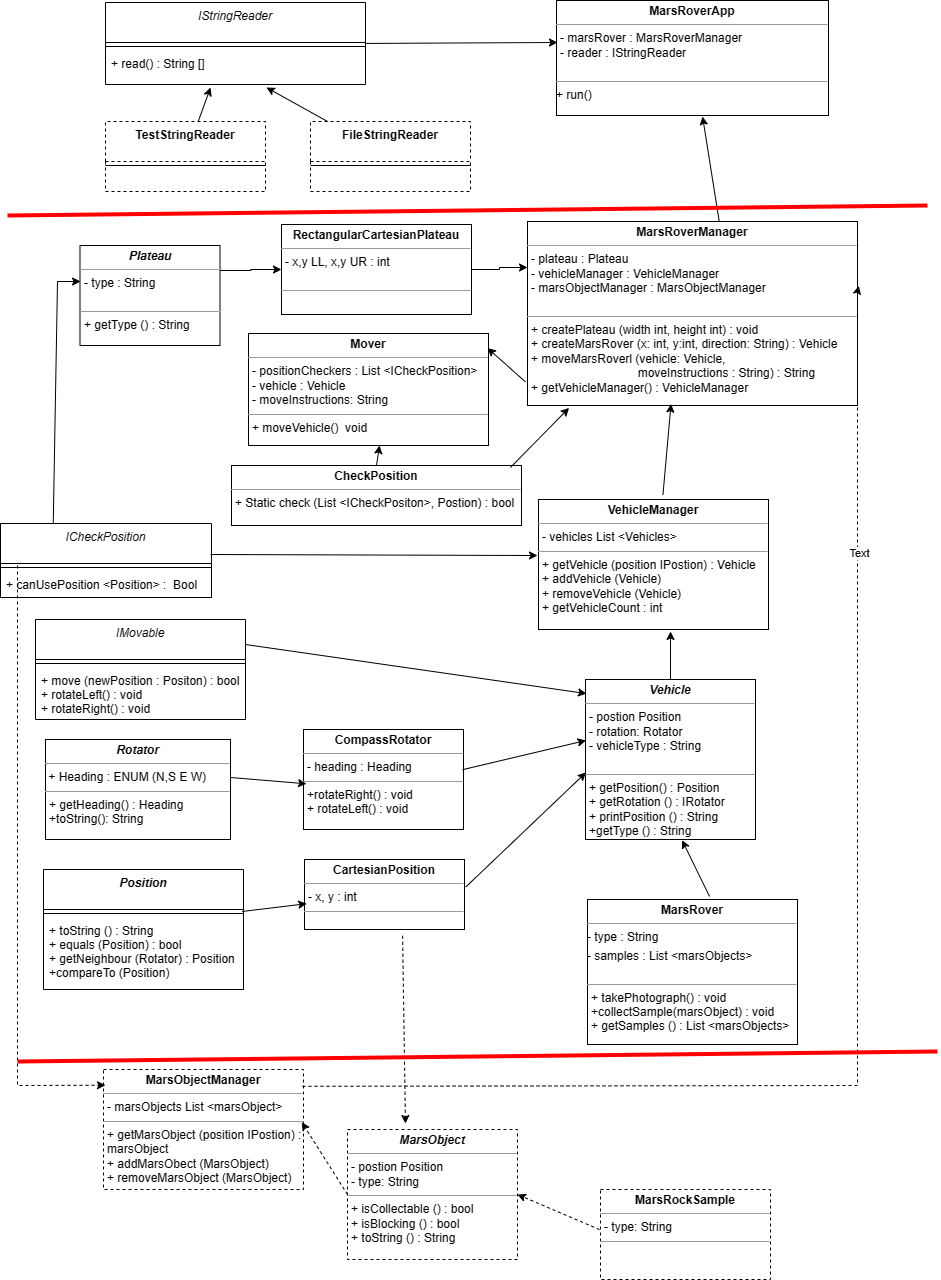 IStringReader
+ read() : String []
MarsRoverApp
- marsRover : MarsRoverManager
- reader : IStringReader
+ run()
TestStringReader
FileStringReader
Plateau
- type : String
+ getType () : String
RectangularCartesianPlateau
- x,y LL, x,y UR : int
MarsRoverManager
- plateau : Plateau
- vehicleManager : VehicleManager
- marsObjectManager : MarsObjectManager
+ createPlateau (width int, height int) : void
+ createMarsRover (x: int, y:int, direction: String) : Vehicle
+ moveMarsRoverl (vehicle: Vehicle,
moveInstructions : String) : String
+ getVehicleManager() : VehicleManager
Mover
- positionCheckers : List <ICheckPosition>
- vehicle : Vehicle
- moveInstructions: String
+ moveVehicle() void
CheckPosition
+ Static check (List <ICheckPositon>, Postion) : bool
ICheckPosition
+ canUsePosition <Position> : Bool
VehicleManager
- vehicles List <Vehicles>
+ getVehicle (position IPostion) : Vehicle
+ addVehicle (Vehicle)
+ removeVehicle (Vehicle)
+ getVehicleCount : int
Text
IMovable
+ move (newPosition : Positon) : bool
+ rotateLeft() : void
+ rotateRight() : void
Vehicle
- postion Position
- rotation: Rotator
- vehicleType : String
+ getPosition() : Position
+ getRotation () : IRotator
+ printPosition () : String
+getType () : String
Rotator
+ Heading : ENUM (N,S E W)
+ getHeading() : Heading
+toString(): String
CompassRotator
- heading : Heading
+rotateRight() : void
+ rotateLeft() : void
Position
+ toString () : String
+ equals (Position) : bool
+ getNeighbour (Rotator) : Position
+compareTo (Position)
CartesianPosition
- x, y : int
MarsRover
- type : String
- samples : List <marsObjects>
+ takePhotograph() : void
+collectSample(marsObject) : void
+ getSamples () : List <marsObjects>
MarsObjectManager
- marsObjects List <marsObject>
+ getMarsObject (position IPostion) :
marsObject
+ addMarsObect (MarsObject)
+ removeMarsObject (MarsObject)
MarsObject
- postion Position
- type: String
+ isCollectable () : bool
+ isBlocking () : bool
+ toString () : String
MarsRockSample
- type: String